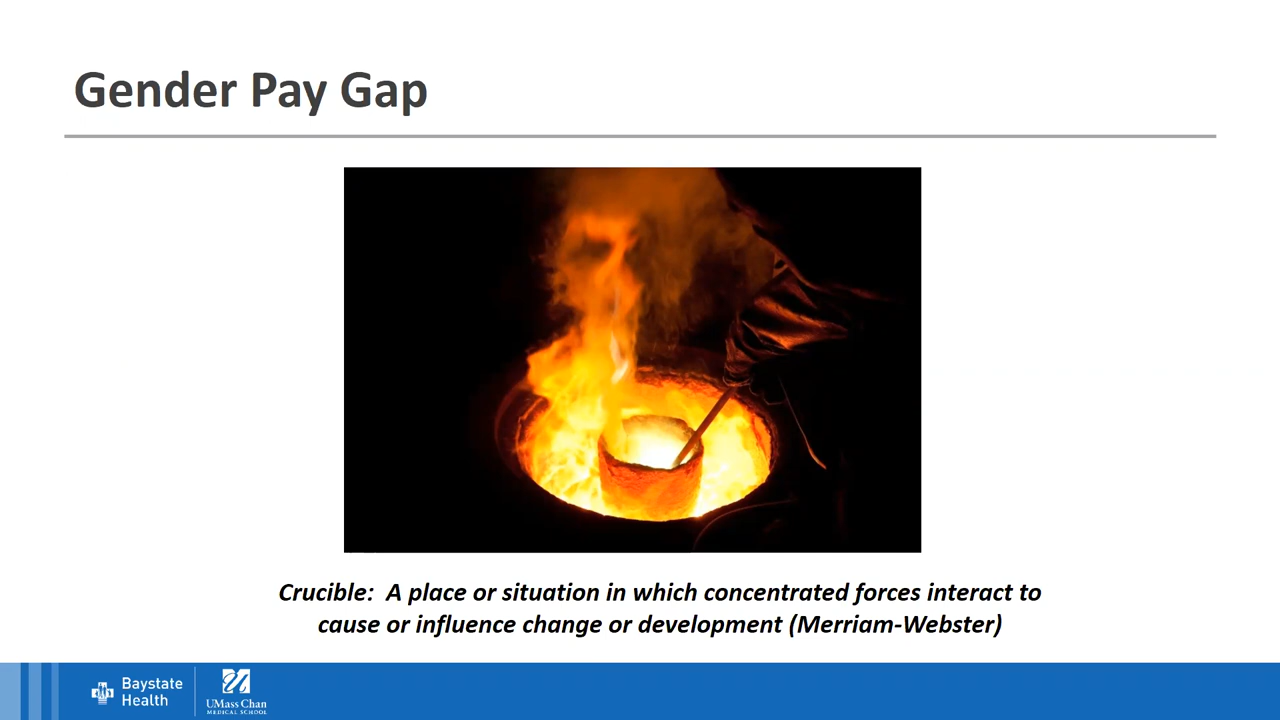 Gender Pay Gap
Crucible:  A place or situation in which concentrated forces interact to
cause or influence change or development (Merriam-Webster)
Baystate
Health
UMass Chan
MEDICAL SCHOOL